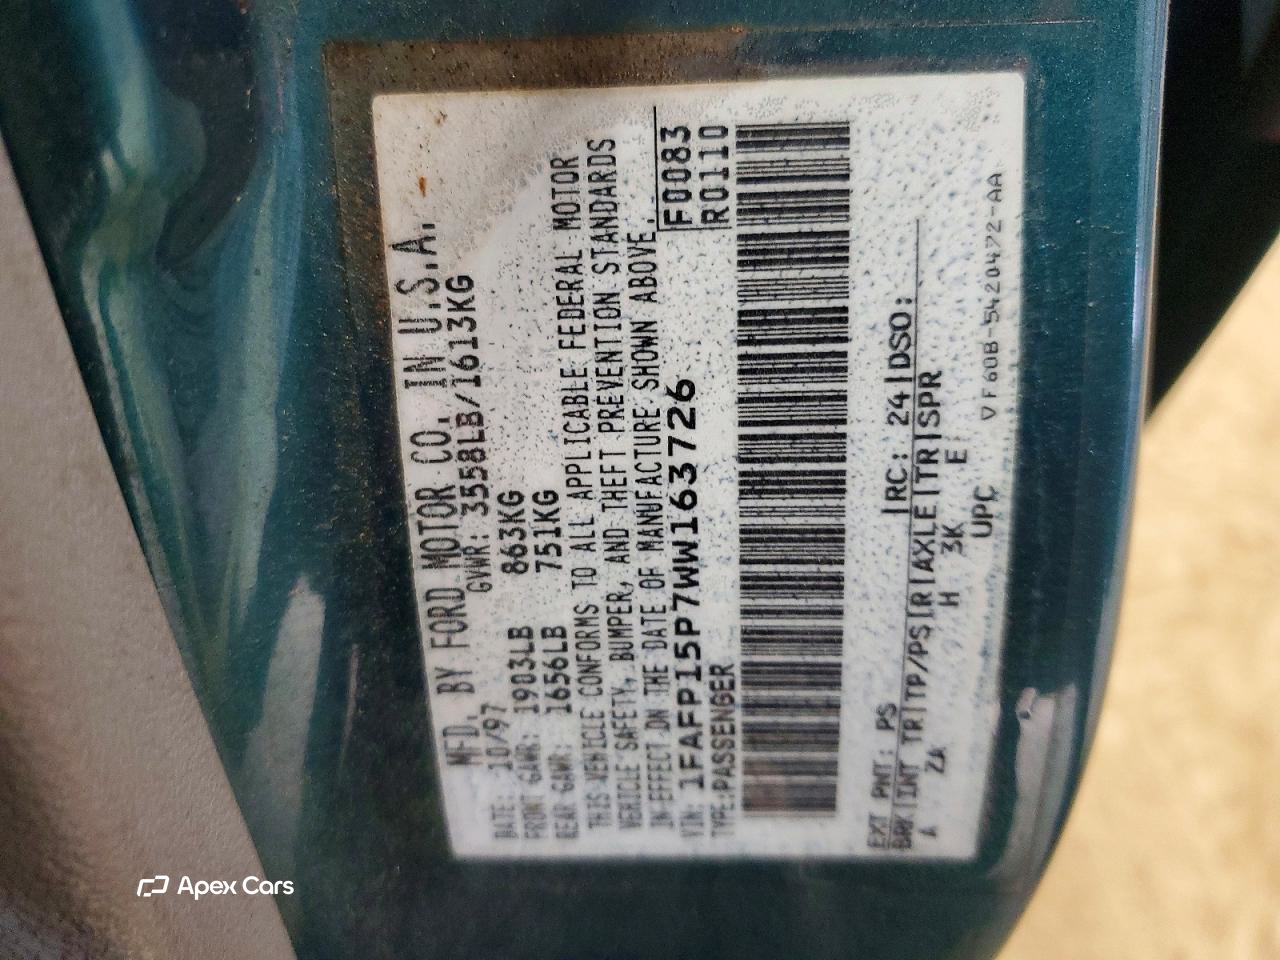 MFD. BY FORD MOTOR CO. IN U.S.A.
DATE: 10/97 GVWR: 3558LB/1613KG
FRONT GAWR: 1903LB 863KG
REAR GAWR: 1656LB 751KG
THIS VEHICLE CONFORMS TO ALL APPLICABLE FEDERAL MOTOR
VEHICLE SAFETY, BUMPER, AND THEFT PREVENTION STANDARDS
IN EFFECT ON THE DATE OF MANUFACTURE SHOWN ABOVE.
VIN: 1FAFP15P7WW163726 F0083
TYPE: PASSENGER R0110
EXT PNT: PS RC: 24 DSO:
BRK INT TR TP/PS R AXLE TR SPR
A ZA H 3K E
UPC
▽ F60B-5420472-AA
Apex Cars